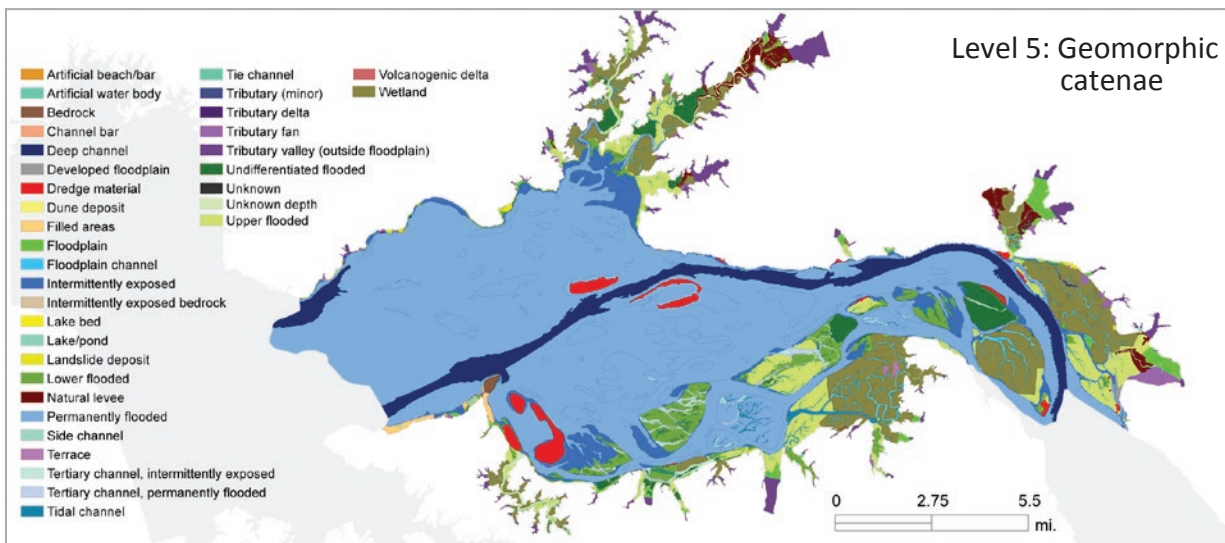 Level 5: Geomorphic
catenae
Artificial beach/bar
Artificial water body
Bedrock
Channel bar
Deep channel
Developed floodplain
Dredge material
Dune deposit
Filled areas
Floodplain
Floodplain channel
Intermittently exposed
Intermittently exposed bedrock
Lake bed
Lake/pond
Landslide deposit
Lower flooded
Natural levee
Permanently flooded
Side channel
Terrace
Tertiary channel, intermittently exposed
Tertiary channel, permanently flooded
Tidal channel
Tie channel
Tributary (minor)
Tributary delta
Tributary fan
Tributary valley (outside floodplain)
Undifferentiated flooded
Unknown
Unknown depth
Upper flooded
Volcanogenic delta
Wetland
0 2.75 5.5
mi.